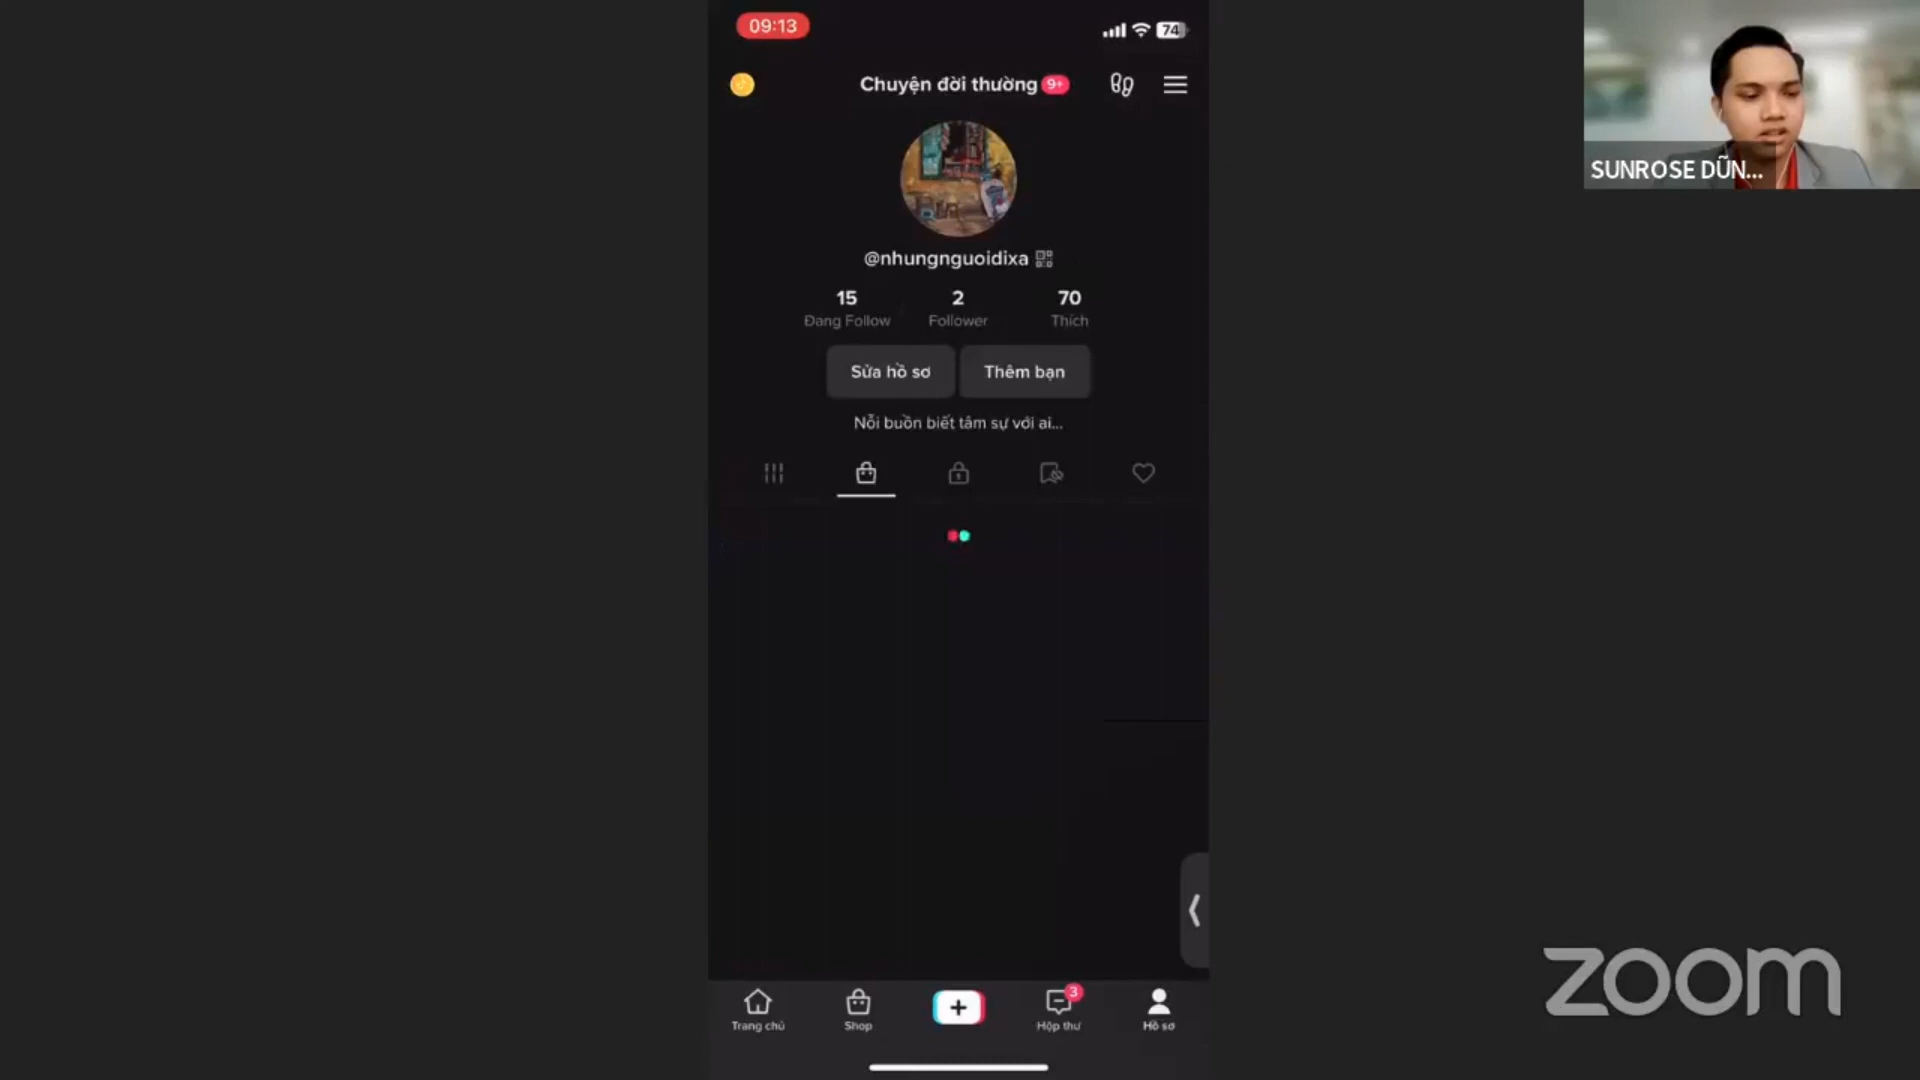 09:13
74
Chuyện đời thường 9+
@nhungnguoidixa
15
2
70
Đang Follow
Follower
Thích
Sửa hồ sơ
Thêm bạn
Nỗi buồn biết tâm sự với ai...
Trang chủ
Shop
3
Hộp thư
Hồ sơ
SUNROSE DŨN...
zoom